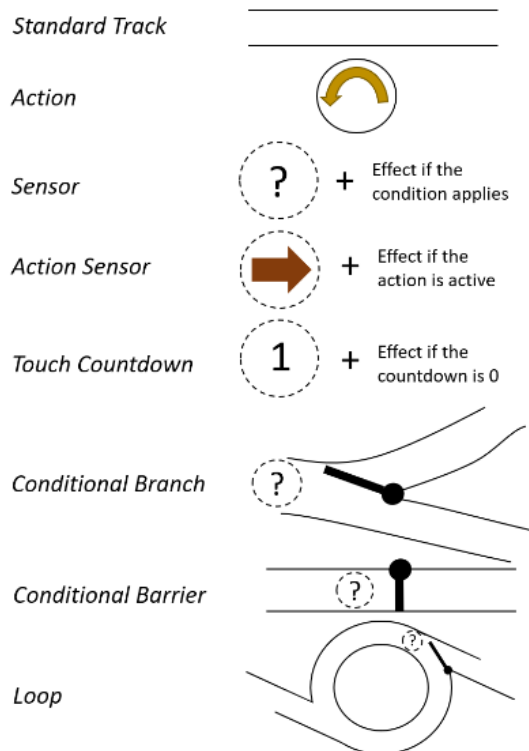 Standard Track
Action
Sensor
?
+
Effect if the
condition applies
Action Sensor
+
Effect if the
action is active
Touch Countdown
1
+
Effect if the
countdown is 0
Conditional Branch
?
Conditional Barrier
?
Loop
?